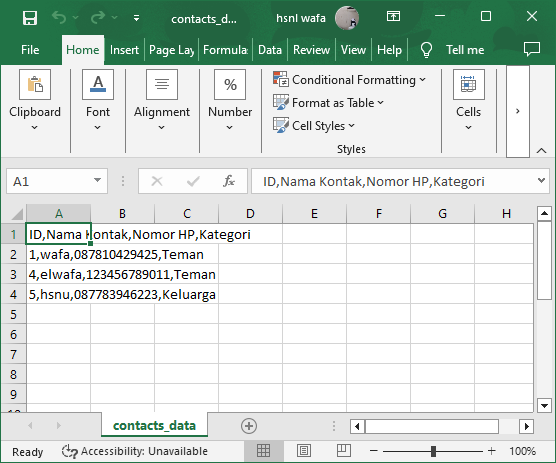 contacts_d... hsnl wafa
File Home Insert Page Lay Formulas Data Review View Help Tell me
Clipboard
Font
Alignment
%
Number
Conditional Formatting
Format as Table
Cell Styles
Styles
Cells
A1 fx ID,Nama Kontak,Nomor HP,Kategori
A B C D E F G H
1 ID,Nama Kontak,Nomor HP,Kategori
2 1,wafa,087810429425,Teman
3 4,elwafa,123456789011,Teman
4 5,hsnu,087783946223,Keluarga
5
6
7
8
9
10
contacts_data
Ready Accessibility: Unavailable 100%